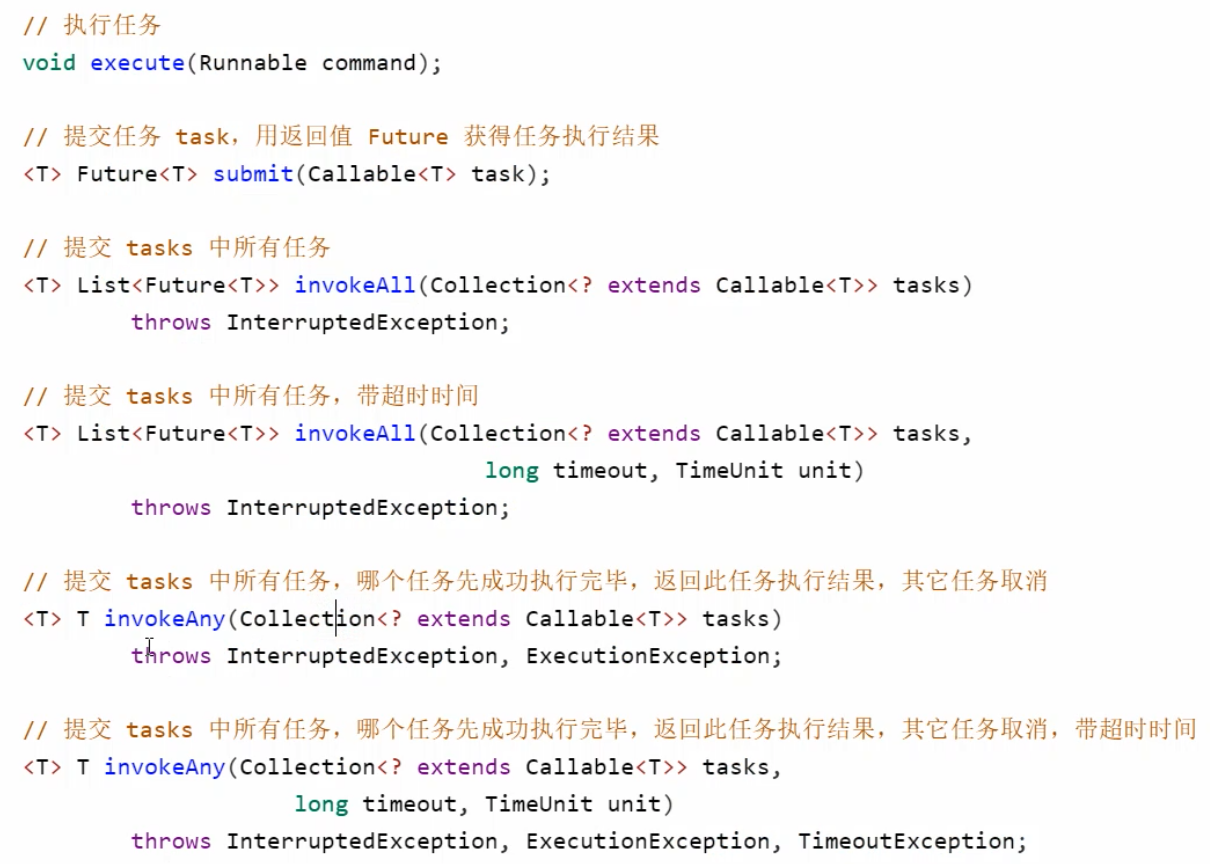 // 执行任务
void execute(Runnable command);
// 提交任务 task，用返回值 Future 获得任务执行结果
<T> Future<T> submit(Callable<T> task);
// 提交 tasks 中所有任务
<T> List<Future<T>> invokeAll(Collection<? extends Callable<T>> tasks)
throws InterruptedException;
// 提交 tasks 中所有任务，带超时时间
<T> List<Future<T>> invokeAll(Collection<? extends Callable<T>> tasks,
long timeout, TimeUnit unit)
throws InterruptedException;
// 提交 tasks 中所有任务，哪个任务先成功执行完毕，返回此任务执行结果，其它任务取消
<T> T invokeAny(Collection<? extends Callable<T>> tasks)
throws InterruptedException, ExecutionException;
// 提交 tasks 中所有任务，哪个任务先成功执行完毕，返回此任务执行结果，其它任务取消，带超时时间
<T> T invokeAny(Collection<? extends Callable<T>> tasks,
long timeout, TimeUnit unit)
throws InterruptedException, ExecutionException, TimeoutException;